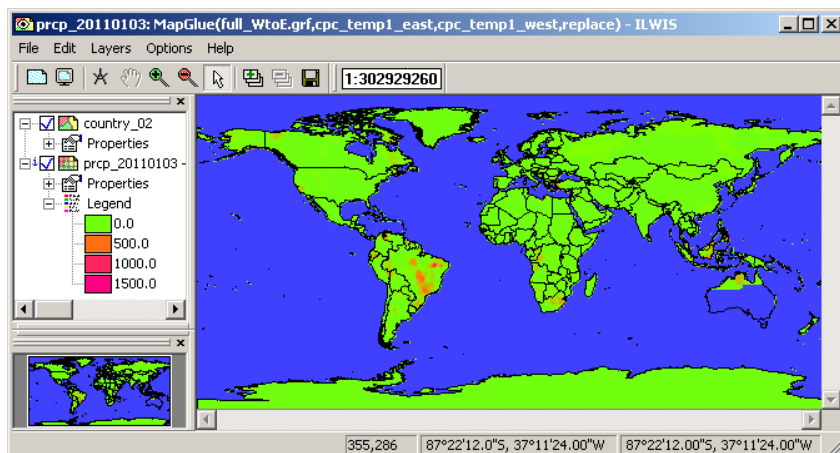 prcp_20110103: MapGlue(full_WtoE.grf,cpc_temp1_east,cpc_temp1_west,replace) - ILWIS
File Edit Layers Options Help
1:302929260
country_02
Properties
prcp_20110103 -
Properties
Legend
0.0
500.0
1000.0
1500.0
355,286 87°22'12.0"S, 37°11'24.00"W 87°22'12.00"S, 37°11'24.00"W